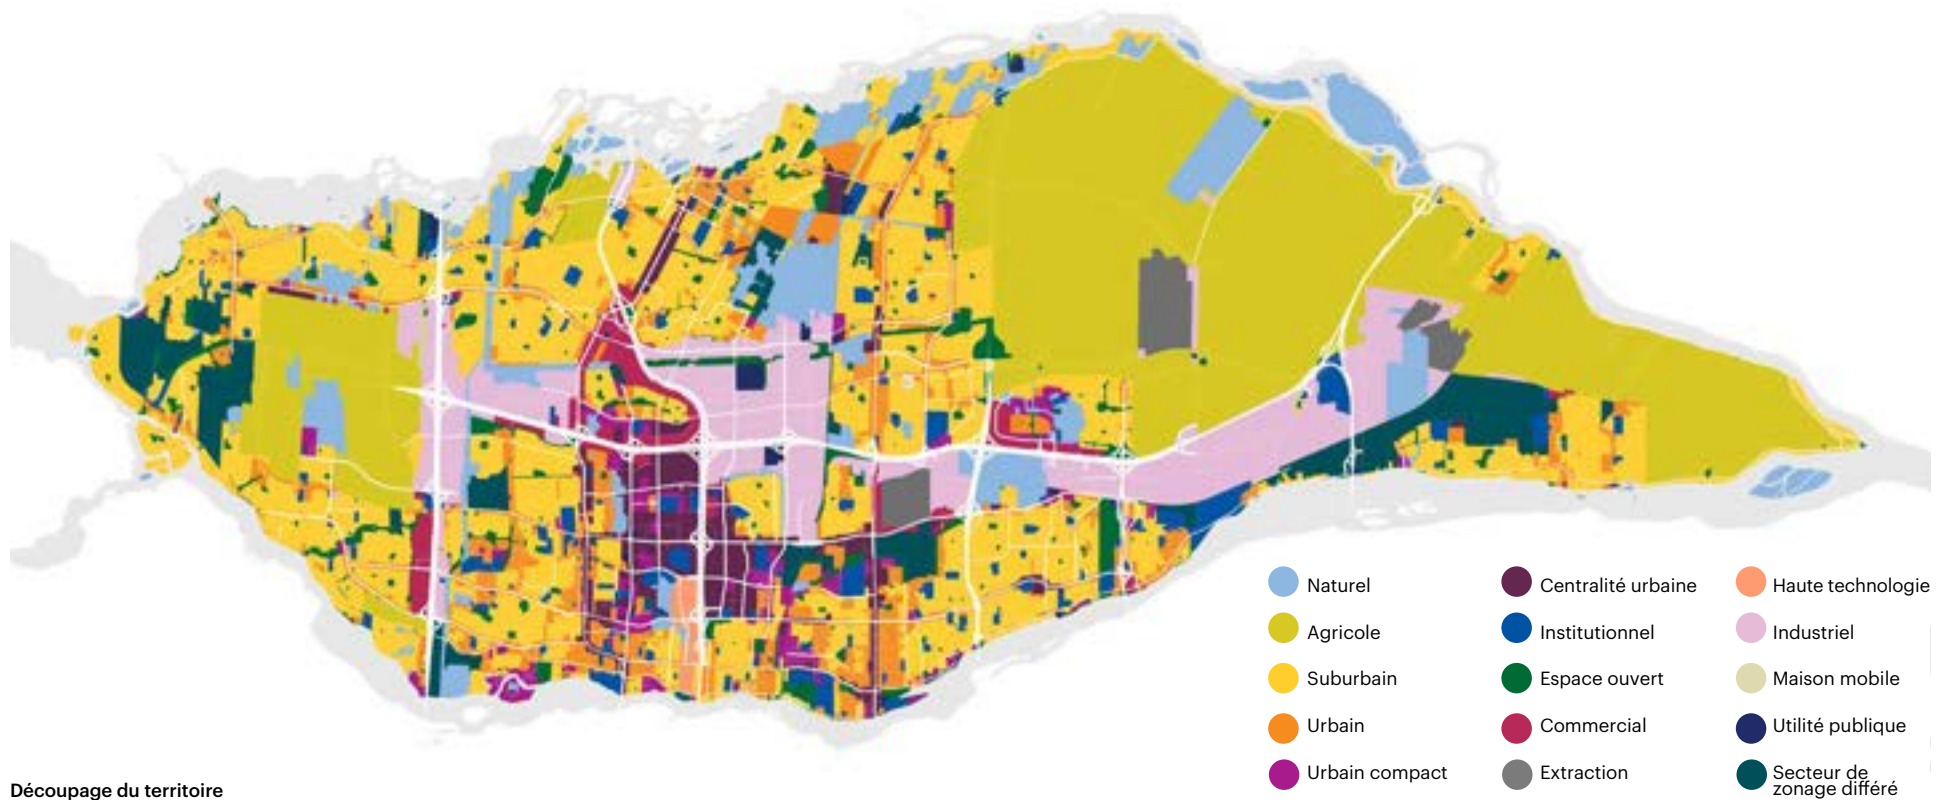 Naturel
Agricole
Suburbain
Urbain
Urbain compact
Centralité urbaine
Institutionnel
Espace ouvert
Commercial
Extraction
Haute technologie
Industriel
Maison mobile
Utilité publique
Secteur de
zonage différé
Découpage du territoire